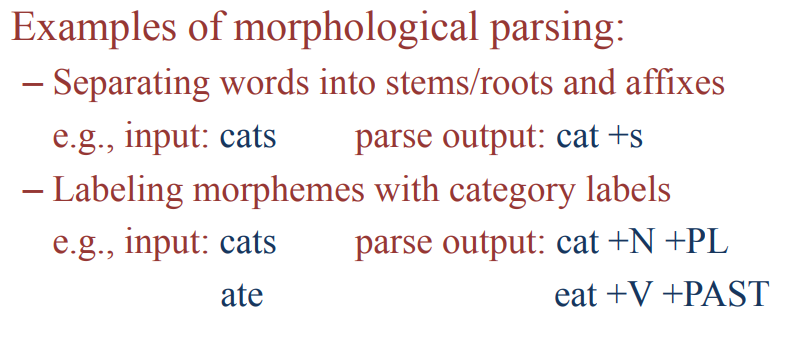 Examples of morphological parsing:
– Separating words into stems/roots and affixes
e.g., input: cats parse output: cat +s
– Labeling morphemes with category labels
e.g., input: cats parse output: cat +N +PL
ate eat +V +PAST